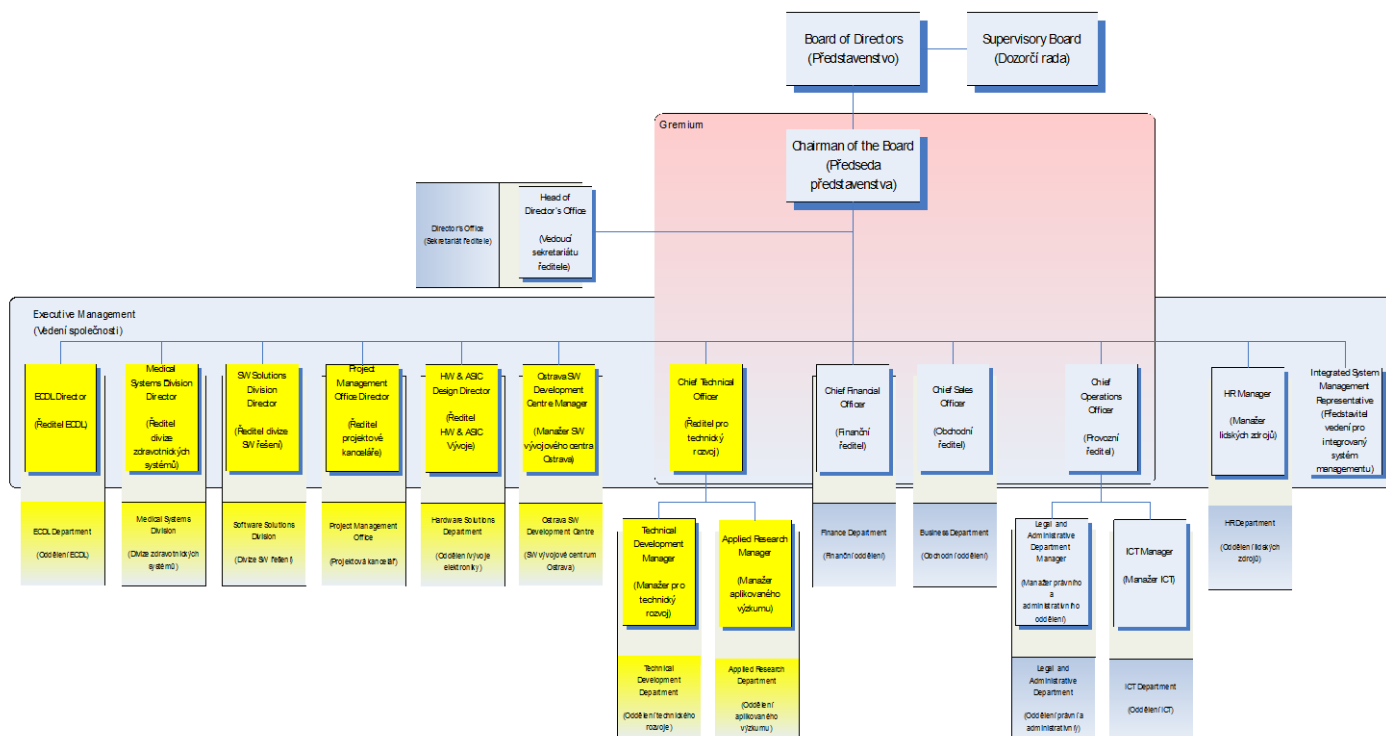 Board of Directors
(Představenstvo)
Supervisory Board
(Dozorčí rada)
Gremium
Chairman of the Board
(Předseda
představenstva)
Director's Office
(Sekretariát ředitele)
Head of
Director's Office
(Vedoucí
sekretariátu
ředitele)
Executive Management
(Vedení společnosti)
ECDL Director
(Ředitel ECDL)
Medical
Systems Division
Director
(Ředitel
divize
zdravotnických
systémů)
SW Solutions
Division
Director
(Ředitel divize
SW řešení)
Project
Management
Office Director
(Ředitel
projektové
kanceláře)
HW & ASIC
Design Director
(Ředitel
HW & ASIC
Vývoje)
Ostrava SW
Development
Centre Manager
(Manažer SW
vývojového centra
Ostrava)
Chief Technical
Officer
(Ředitel pro
technický
rozvoj)
Chief Financial
Officer
(Finanční
ředitel)
Chief Sales
Officer
(Obchodní
ředitel)
Chief
Operations
Officer
(Provozní
ředitel)
HR Manager
(Manažer
lidských zdrojů)
Integrated System
Management
Representative
(Představitel
vedení pro
integrovaný
systém
managementu)
ECDL Department
(Oddělení ECDL)
Medical Systems
Division
(Divize zdravotnických
systémů)
Software Solutions
Division
(Divize SW řešení)
Project Management
Office
(Projektová kancelář)
Hardware Solutions
Department
(Oddělení vývoje
elektroniky)
Ostrava SW
Development Centre
(SW vývojové centrum
Ostrava)
Technical
Development
Manager
(Manažer pro
technický
rozvoj)
Applied Research
Manager
(Manažer
aplikovaného
výzkumu)
Finance Department
(Finanční oddělení)
Business Department
(Obchodní oddělení)
Legal and
Administrative
Department
Manager
(Manažer právního
a
administrativního
oddělení)
ICT Manager
(Manažer ICT)
HR Department
(Oddělení lidských
zdrojů)
Technical
Development
Department
(Oddělení technického
rozvoje)
Applied Research
Department
(Oddělení
aplikovaného
výzkumu)
Legal and
Administrative
Department
(Oddělení právní a
administrativní)
ICT Department
(Oddělení ICT)